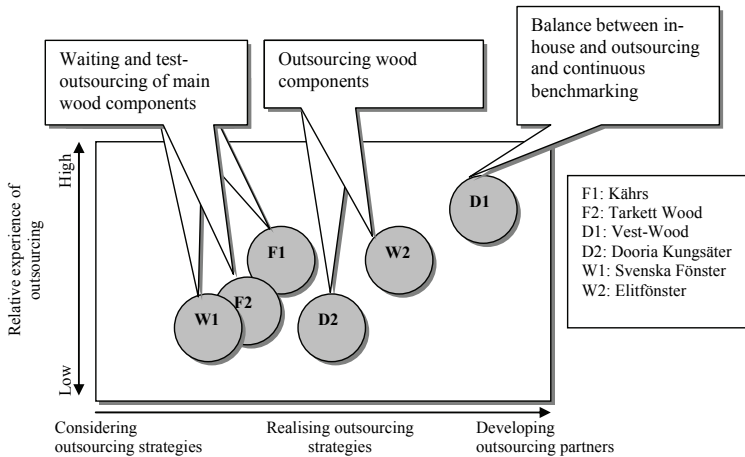 Waiting and test-
outsourcing of main
wood components
Outsourcing wood
components
Balance between in-
house and outsourcing
and continuous
benchmarking
High
Low
Relative experience of
outsourcing
D1
F1
W2
F2
W1
D2
F1: Kährs
F2: Tarkett Wood
D1: Vest-Wood
D2: Dooria Kungsäter
W1: Svenska Fönster
W2: Elitfönster
Considering
outsourcing strategies
Realising outsourcing
strategies
Developing
outsourcing partners